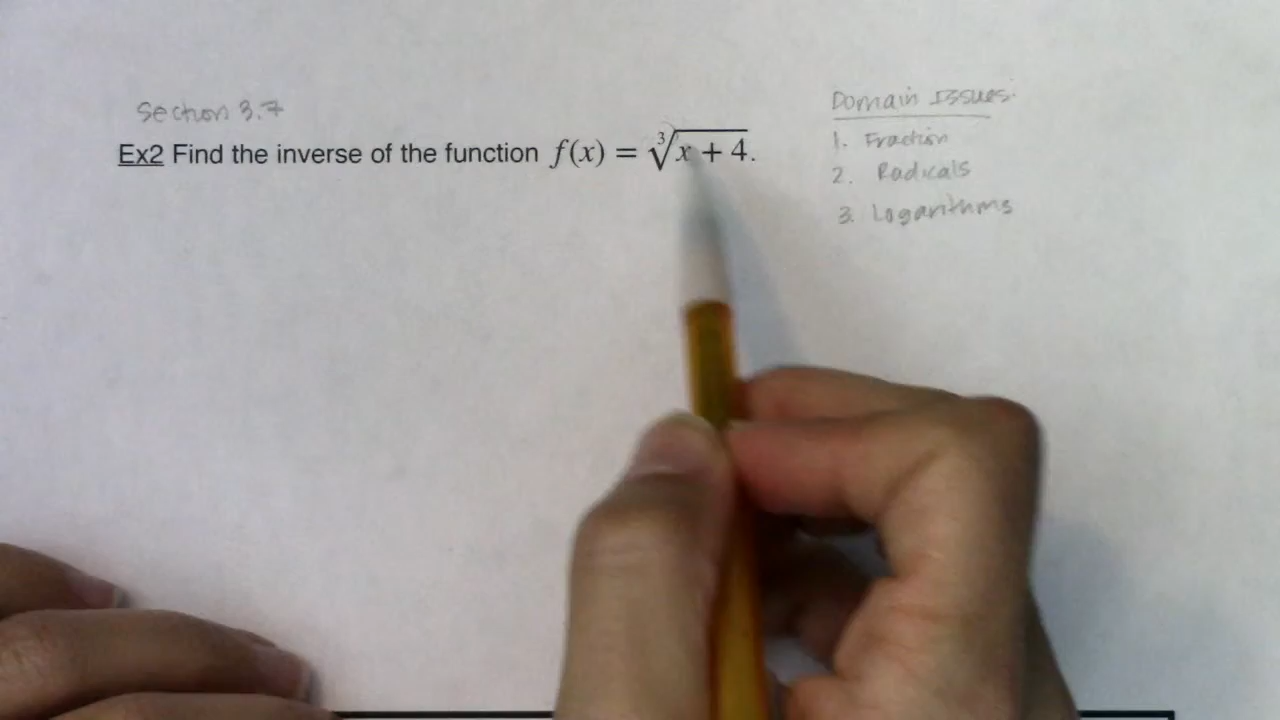 Section 3.7
Ex2 Find the inverse of the function f(x) = ∛(x + 4).
Domain Issues:
1. Fraction
2. Radicals
3. Logarithms